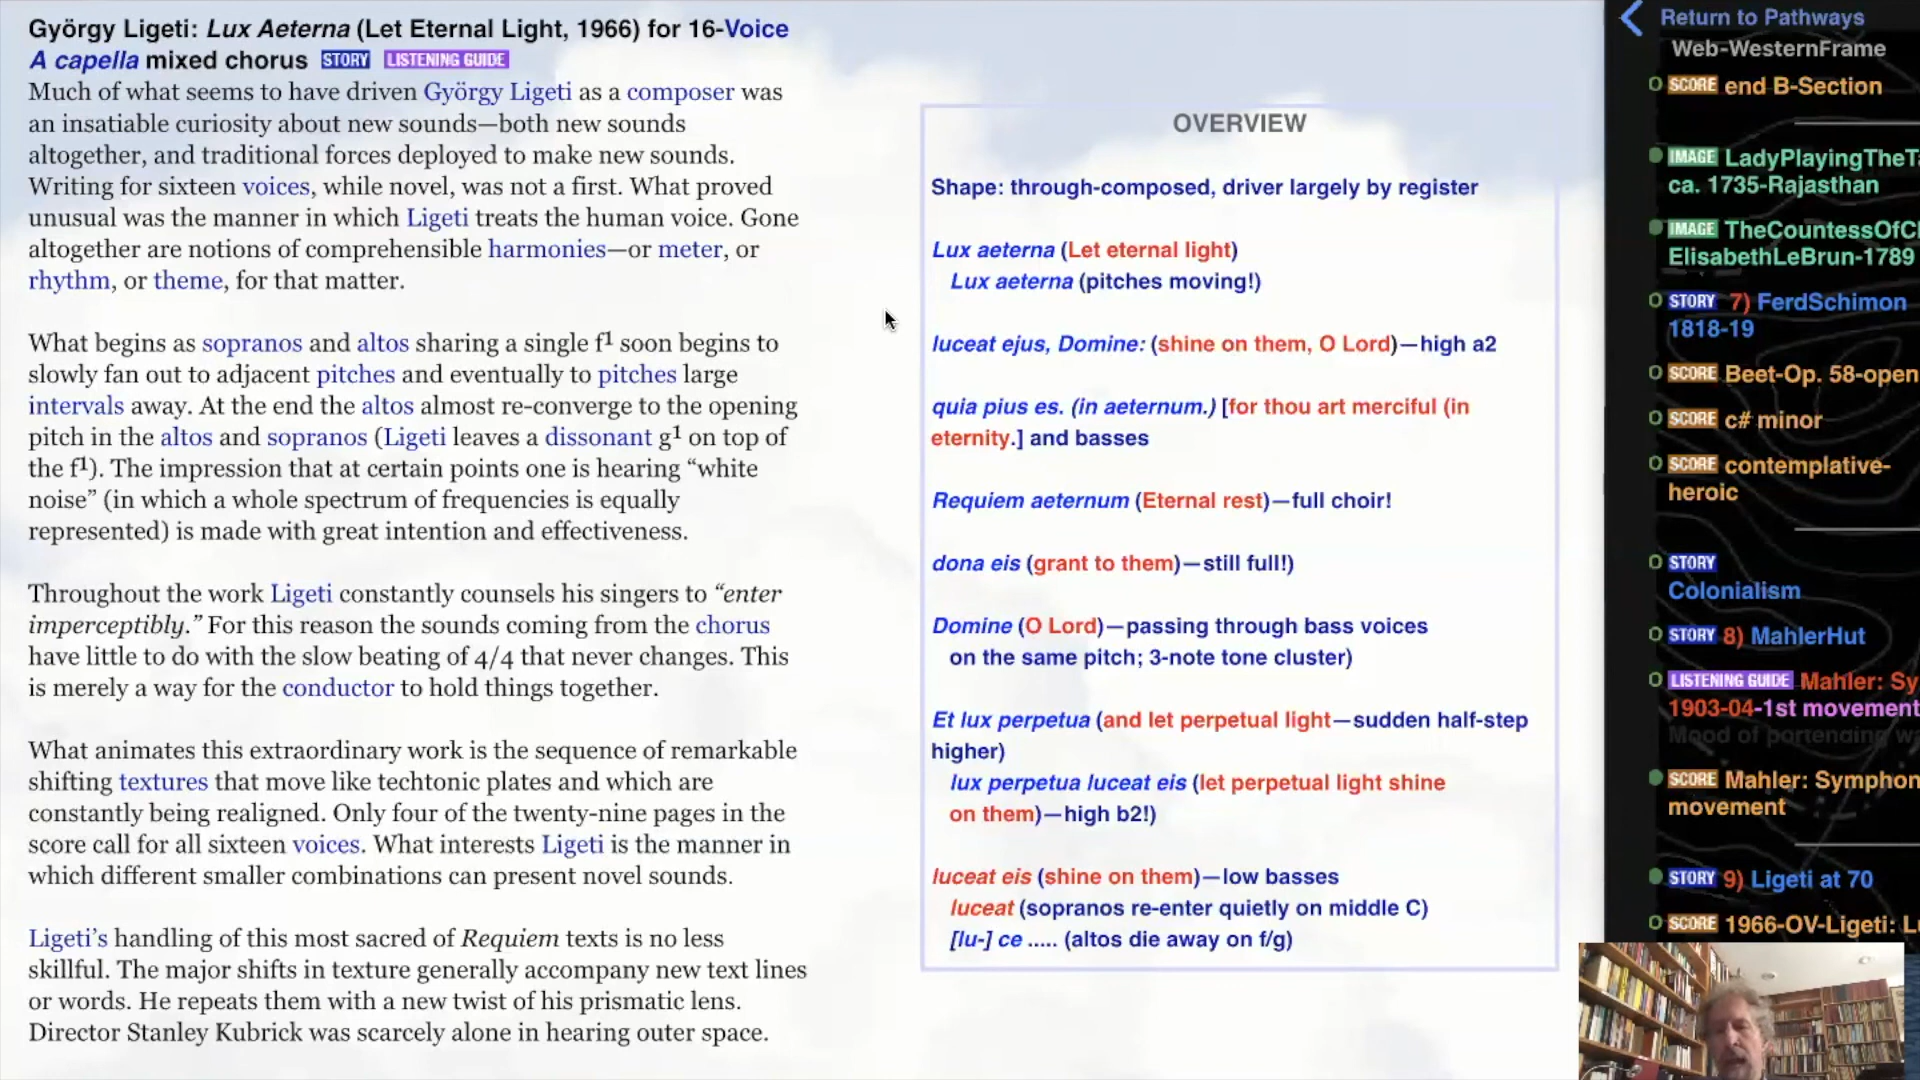 György Ligeti: Lux Aeterna (Let Eternal Light, 1966) for 16-Voice
A capella mixed chorus STORY LISTENING GUIDE
Much of what seems to have driven György Ligeti as a composer was
an insatiable curiosity about new sounds—both new sounds
altogether, and traditional forces deployed to make new sounds.
Writing for sixteen voices, while novel, was not a first. What proved
unusual was the manner in which Ligeti treats the human voice. Gone
altogether are notions of comprehensible harmonies—or meter, or
rhythm, or theme, for that matter.
What begins as sopranos and altos sharing a single f¹ soon begins to
slowly fan out to adjacent pitches and eventually to pitches large
intervals away. At the end the altos almost re-converge to the opening
pitch in the altos and sopranos (Ligeti leaves a dissonant g¹ on top of
the f¹). The impression that at certain points one is hearing “white
noise” (in which a whole spectrum of frequencies is equally
represented) is made with great intention and effectiveness.
Throughout the work Ligeti constantly counsels his singers to “enter
imperceptibly.” For this reason the sounds coming from the chorus
have little to do with the slow beating of 4/4 that never changes. This
is merely a way for the conductor to hold things together.
What animates this extraordinary work is the sequence of remarkable
shifting textures that move like techtonic plates and which are
constantly being realigned. Only four of the twenty-nine pages in the
score call for all sixteen voices. What interests Ligeti is the manner in
which different smaller combinations can present novel sounds.
Ligeti’s handling of this most sacred of Requiem texts is no less
skillful. The major shifts in texture generally accompany new text lines
or words. He repeats them with a new twist of his prismatic lens.
Director Stanley Kubrick was scarcely alone in hearing outer space.
OVERVIEW
Shape: through-composed, driver largely by register
Lux aeterna (Let eternal light)
Lux aeterna (pitches moving!)
luceat ejus, Domine: (shine on them, O Lord)—high a2
quia pius es. (in aeternum.) [for thou art merciful (in
eternity.] and basses
Requiem aeternum (Eternal rest)—full choir!
dona eis (grant to them)—still full!)
Domine (O Lord)—passing through bass voices
on the same pitch; 3-note tone cluster)
Et lux perpetua (and let perpetual light—sudden half-step
higher)
lux perpetua luceat eis (let perpetual light shine
on them)—high b2!)
luceat eis (shine on them)—low basses
luceat (sopranos re-enter quietly on middle C)
[lu-] ce ..... (altos die away on f/g)
Return to Pathways
Web-WesternFrame
SCORE end B-Section
IMAGE LadyPlayingTheTa
ca. 1735-Rajasthan
IMAGE TheCountessOfCh
ElisabethLeBrun-1789
STORY 7) FerdSchimon
1818-19
SCORE Beet-Op. 58-open
SCORE c# minor
SCORE contemplative-
heroic
STORY
Colonialism
STORY 8) MahlerHut
LISTENING GUIDE Mahler: Sy
1903-04-1st movement
Mood of portending wa
SCORE Mahler: Symphon
movement
STORY 9) Ligeti at 70
SCORE 1966-OV-Ligeti: L